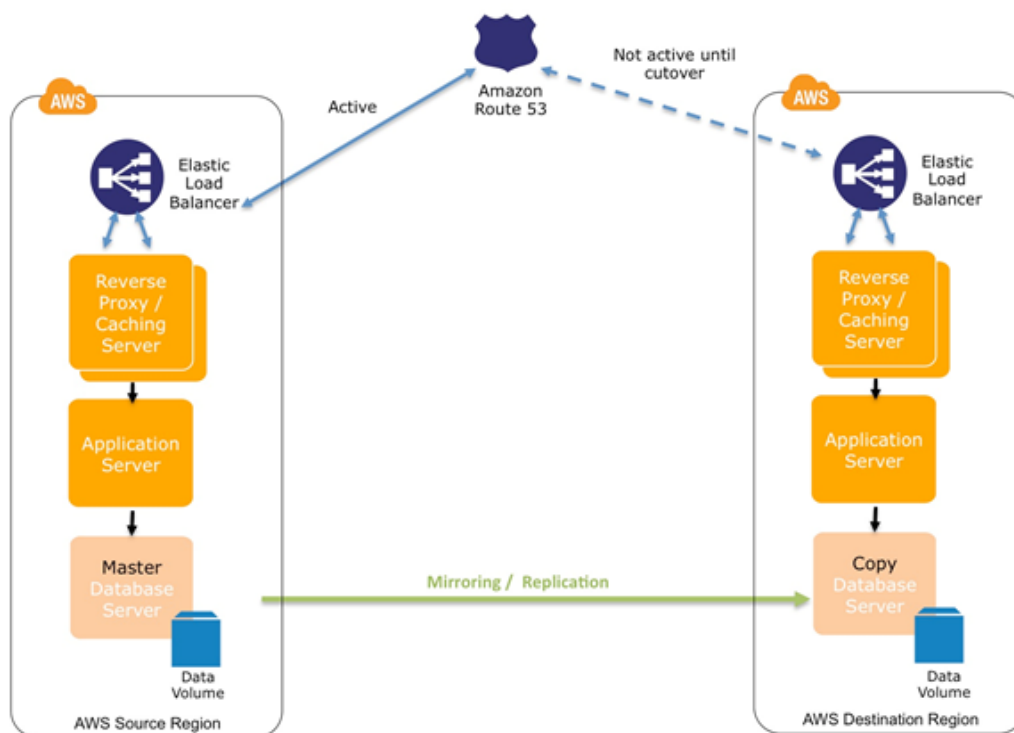 Amazon
Route 53
Active
Not active until
cutover
AWS
Elastic
Load
Balancer
Reverse
Proxy /
Caching
Server
Application
Server
Master
Database
Server
Data
Volume
AWS Source Region
Mirroring / Replication
AWS
Elastic
Load
Balancer
Reverse
Proxy /
Caching
Server
Application
Server
Copy
Database
Server
Data
Volume
AWS Destination Region